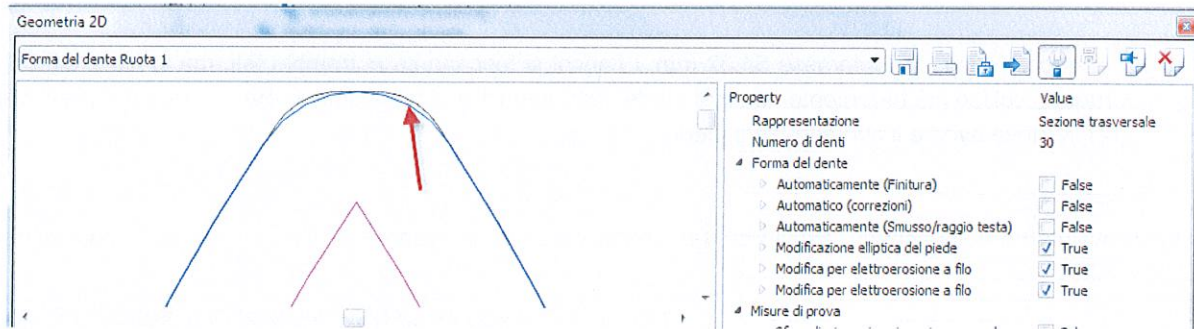 Geometria 2D
Forma del dente Ruota 1
Property Value
Rappresentazione Sezione trasversale
Numero di denti 30
Forma del dente
Automaticamente (Finitura) False
Automatico (correzioni) False
Automaticamente (Smusso/raggio testa) False
Modificazione elliptica del piede True
Modifica per elettroerosione a filo True
Modifica per elettroerosione a filo True
Misure di prova